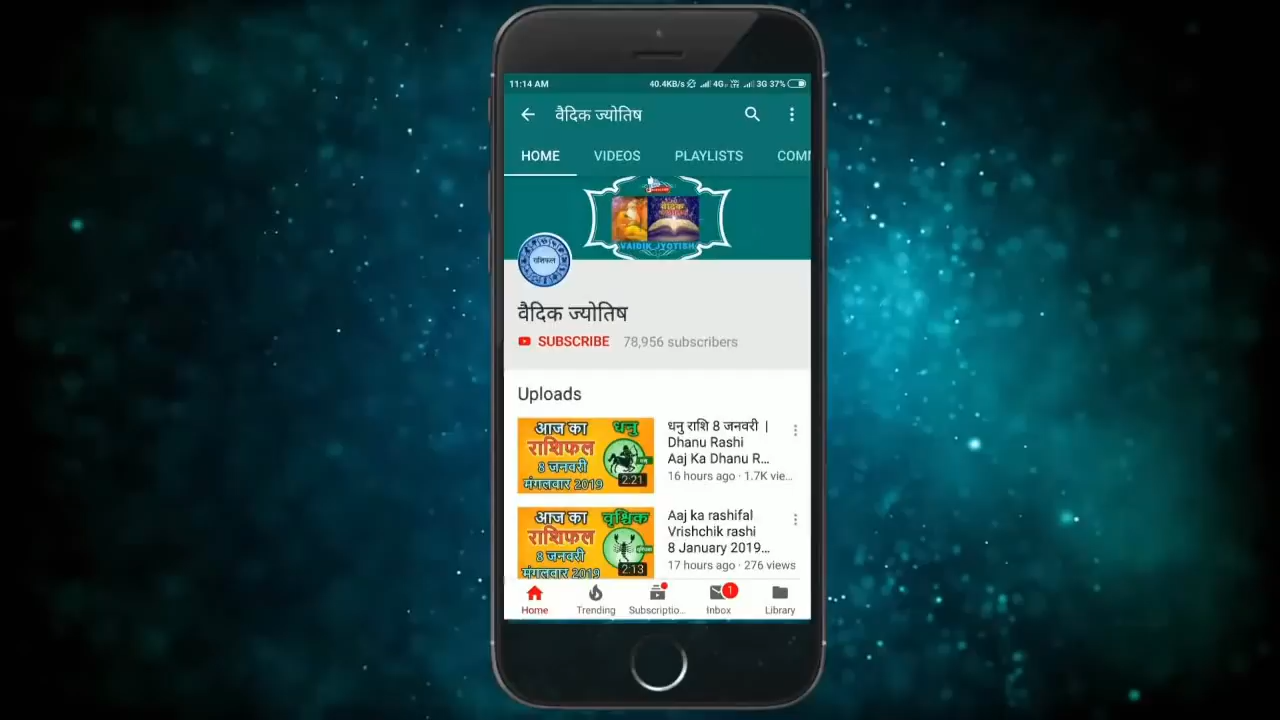 11:14 AM
40.4KB/s 4G 3G 37%
वैदिक ज्योतिष
HOME VIDEOS PLAYLISTS COM
वैदिक
VAIDIK JYOTISH
राशिफल
वैदिक ज्योतिष
SUBSCRIBE 78,956 subscribers
Uploads
आज का धनु
राशिफल
8 जनवरी
मंगलवार 2019
2:21
धनु राशि 8 जनवरी |
Dhanu Rashi
Aaj Ka Dhanu R...
16 hours ago · 1.7K vie...
आज का वृश्चिक
राशिफल
8 जनवरी
मंगलवार 2019
2:13
Aaj ka rashifal
Vrishchik rashi
8 January 2019...
17 hours ago · 276 views
1
Home Trending Subscriptio... Inbox Library